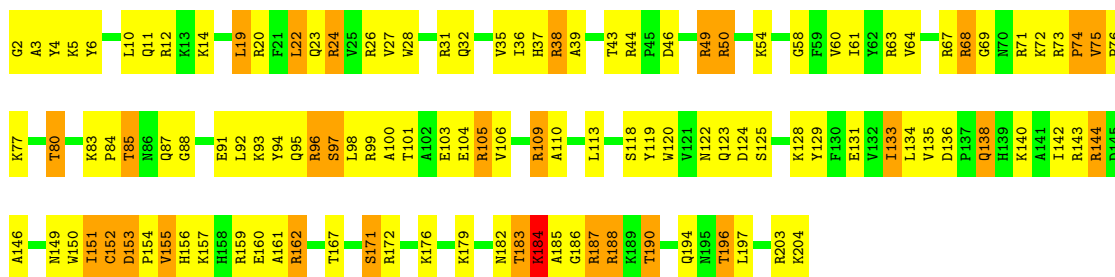 G2 A3 Y4 K5 Y6 L10 Q11 R12 K13 K14 L19 R20 F21 L22 Q23 R24 V25 R26 V27 W28 R31 Q32 V35 I36 H37 R38 A39 T43 R44 P45 D46 R49 R50 K54 G58 F59 V60 I61 Y62 R63 V64 R67 R68 G69 N70 R71 K72 R73 P74 V75
K77 T80 K83 P84 T85 N86 Q87 G88 E91 L92 K93 Y94 Q95 R96 S97 L98 R99 A100 T101 A102 E103 E104 R105 V106 R109 A110 L113 S118 Y119 W120 V121 N122 Q123 D124 S125 K128 Y129 F130 E131 V132 I133 L134 V135 D136 P137 Q138 H139 K140 A141 I142 R143 R144 D145
A146 N149 W150 I151 C152 D153 P154 V155 H156 K157 H158 R159 E160 A161 R162 T167 S171 R172 K176 K179 N182 T183 K184 A185 G186 R187 R188 K189 T190 Q194 N195 T196 L197 R203 K204